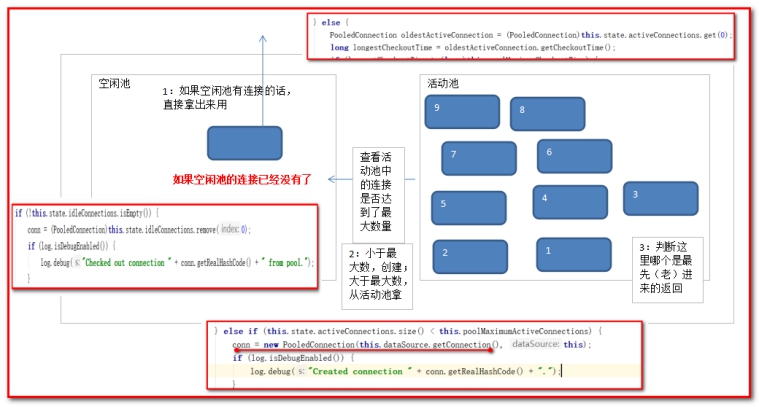 } else {
PooledConnection oldestActiveConnection = (PooledConnection)this.state.activeConnections.get(0);
long longestCheckoutTime = oldestActiveConnection.getCheckoutTime();
空闲池
1：如果空闲池有连接的话，
直接拿出来用
如果空闲池的连接已经没有了
if (!this.state.idleConnections.isEmpty()) {
conn = (PooledConnection)this.state.idleConnections.remove( index: 0);
if (log.isDebugEnabled()) {
log.debug( s: "Checked out connection " + conn.getRealHashCode() + " from pool.");
}
查看活
动池中
的连接
是否达
到了最
大数量
2：小于最
大数，创建；
大于最大数，
从活动池拿
活动池
9
8
7
6
5
4
3
2
1
3：判断这
里哪个是最
先（老）进
来的返回
} else if (this.state.activeConnections.size() < this.poolMaximumActiveConnections) {
conn = new PooledConnection(this.dataSource.getConnection(), dataSource: this);
if (log.isDebugEnabled()) {
log.debug( s: "Created connection " + conn.getRealHashCode() + ".");
}